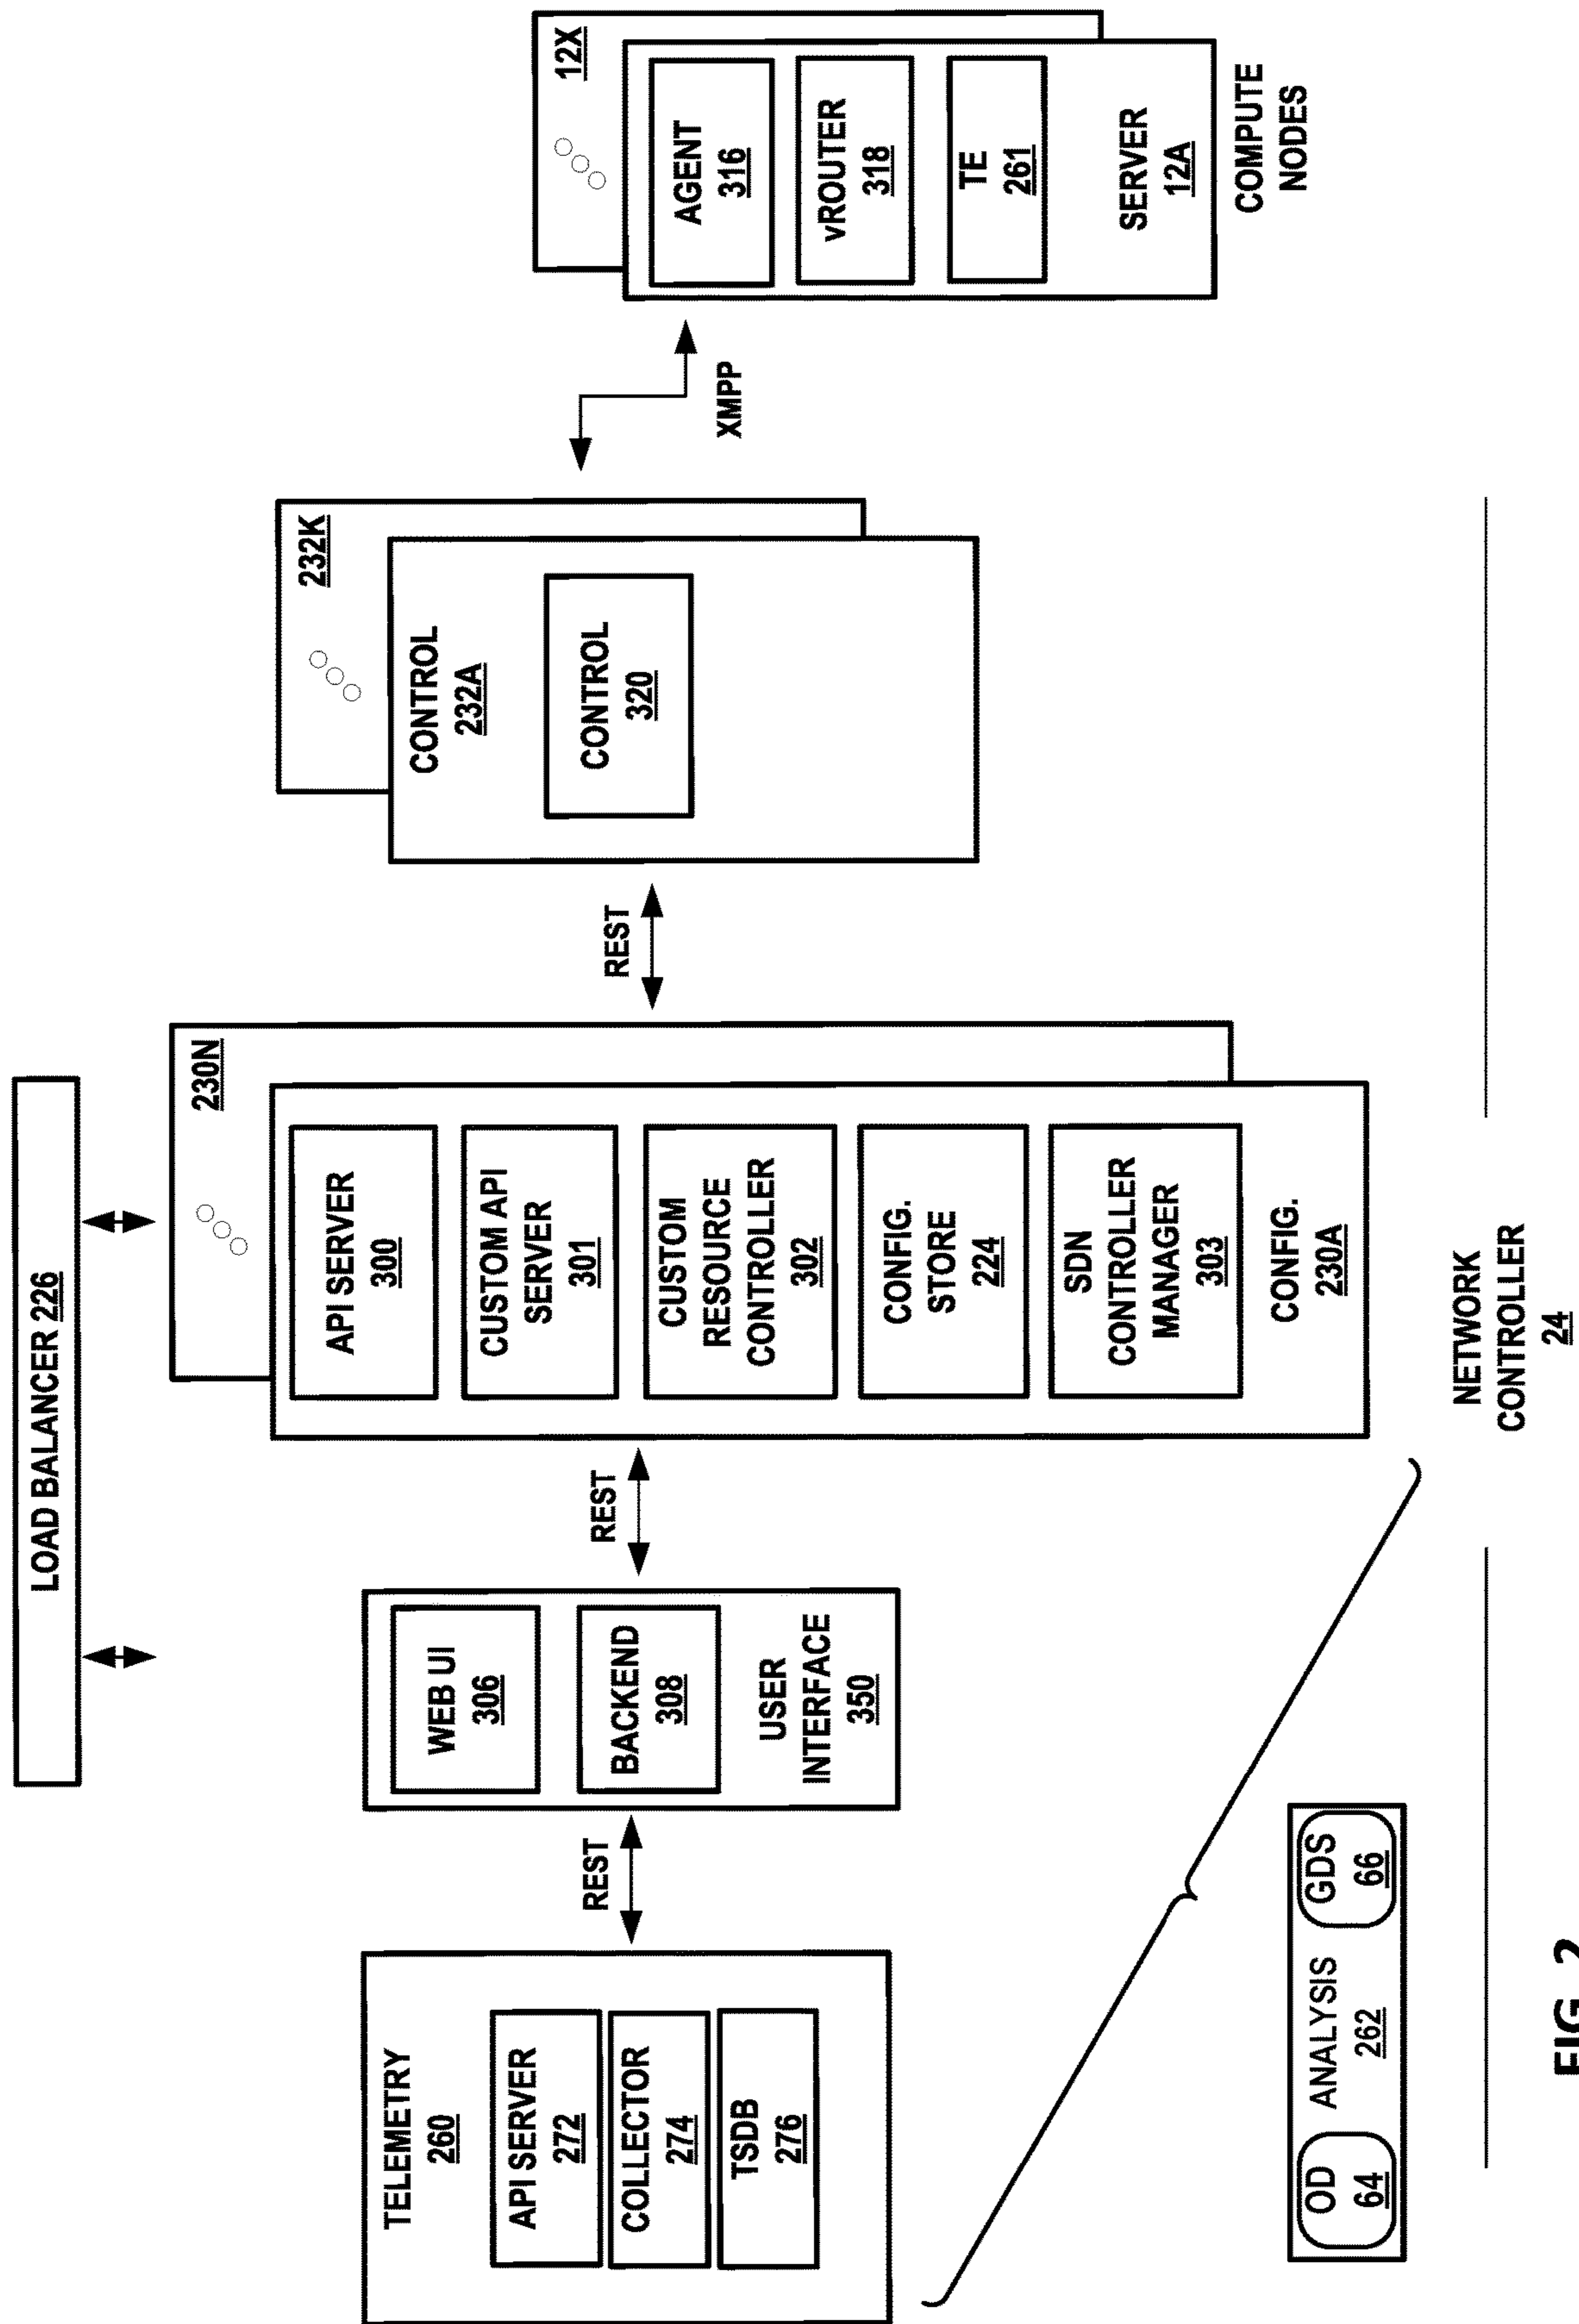 LOAD BALANCER 226
TELEMETRY
260
API SERVER
272
COLLECTOR
274
TSDB
276
REST
WEB UI
306
BACKEND
308
USER
INTERFACE
350
REST
230N
API SERVER
300
CUSTOM API
SERVER
301
CUSTOM
RESOURCE
CONTROLLER
302
CONFIG.
STORE
224
SDN
CONTROLLER
MANAGER
303
CONFIG.
230A
REST
232K
CONTROL
232A
CONTROL
320
XMPP
12X
AGENT
316
vROUTER
318
TE
261
SERVER
12A
COMPUTE
NODES
OD
64
ANALYSIS
262
GDS
66
NETWORK
CONTROLLER
24
FIG. 2